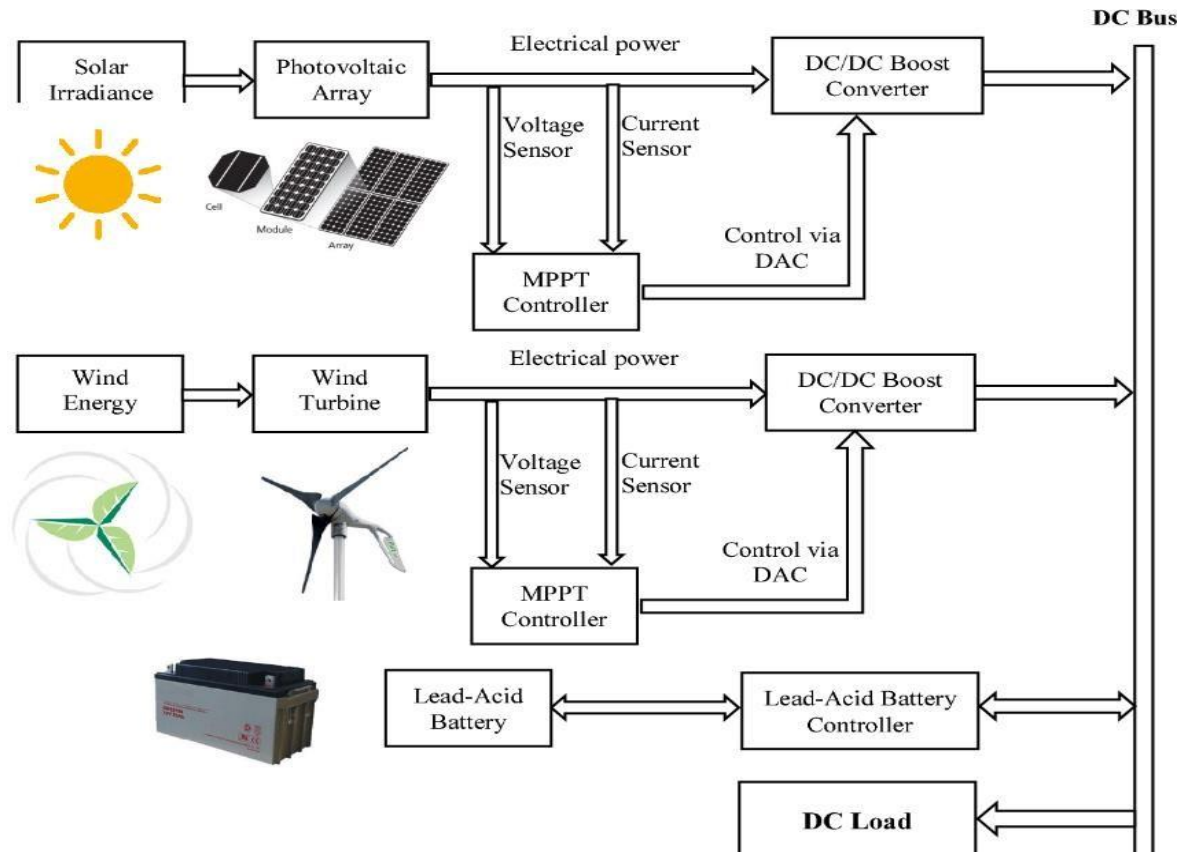 DC Bus
Solar
Irradiance
Photovoltaic
Array
Electrical power
DC/DC Boost
Converter
Voltage
Sensor
Current
Sensor
Cell
Module
Array
Control via
DAC
MPPT
Controller
Electrical power
Wind
Energy
Wind
Turbine
DC/DC Boost
Converter
Voltage
Sensor
Current
Sensor
Control via
DAC
MPPT
Controller
Lead-Acid
Battery
Lead-Acid Battery
Controller
DC Load